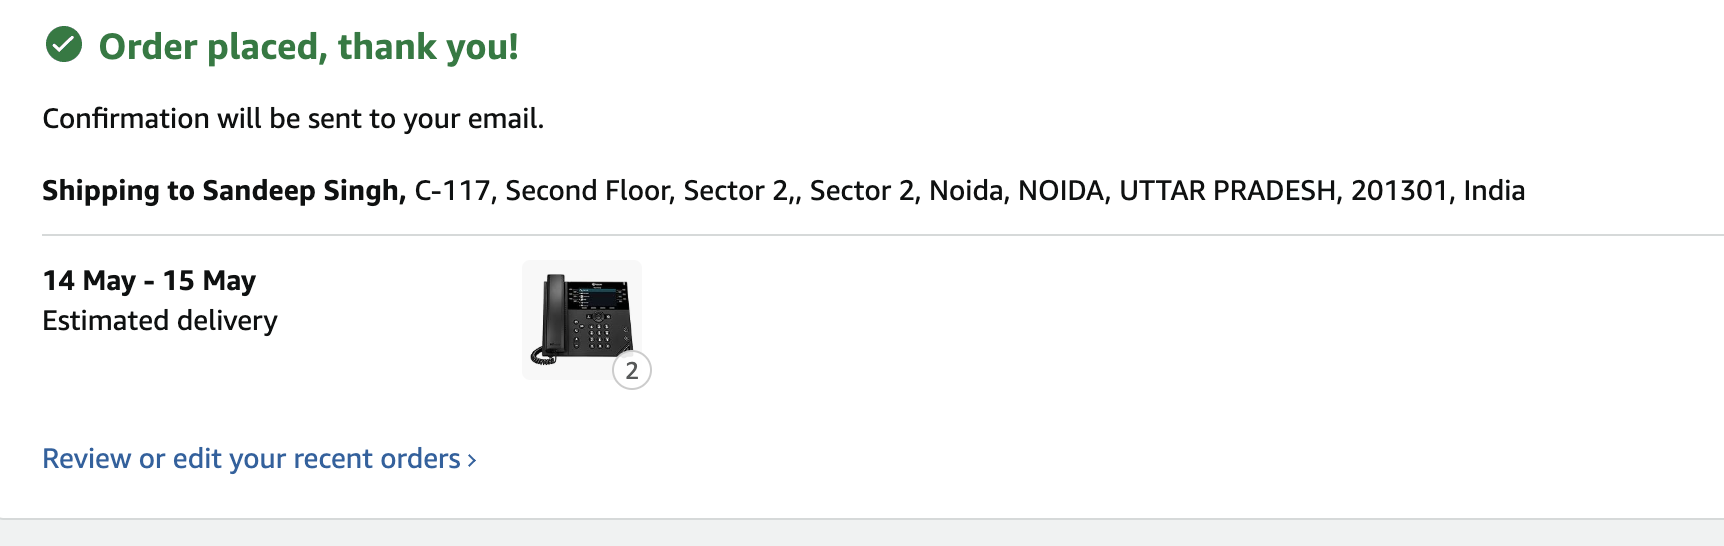 Order placed, thank you!
Confirmation will be sent to your email.
Shipping to Sandeep Singh, C-117, Second Floor, Sector 2,, Sector 2, Noida, NOIDA, UTTAR PRADESH, 201301, India
14 May - 15 May
Estimated delivery
2
Review or edit your recent orders ›